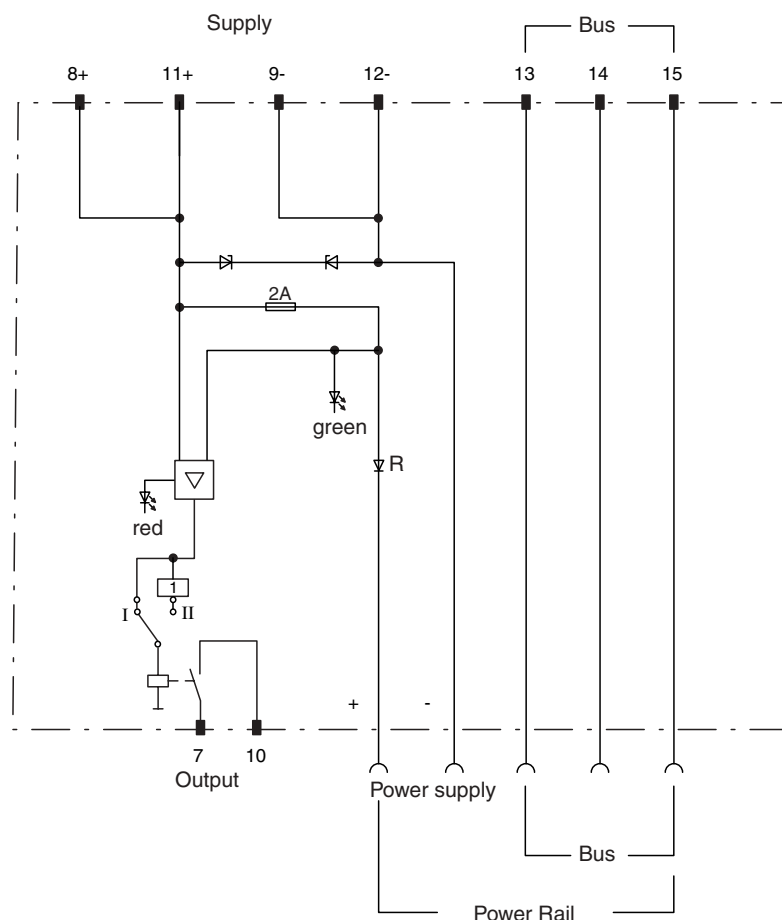 Supply
Bus
8+ 11+ 9- 12- 13 14 15
2A
green
R
red
1
I II
+ -
7 10
Output
Power supply
Bus
Power Rail